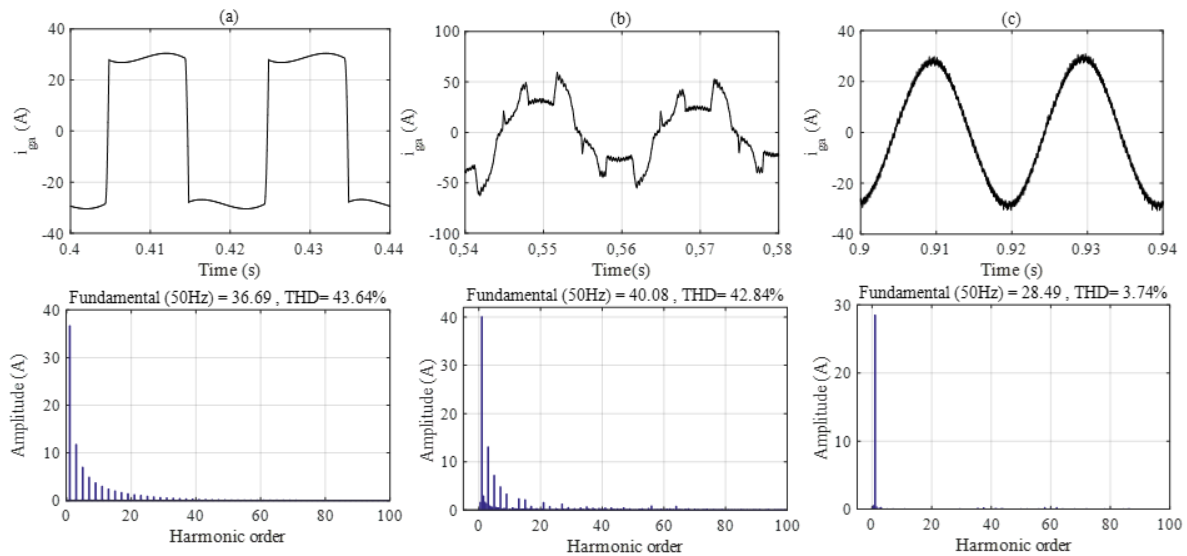 (a)
40
20
0
-20
-40
i_ga (A)
0.4 0.41 0.42 0.43 0.44
Time (s)
(b)
100
50
0
-50
-100
i_ga (A)
0,54 0,55 0,56 0,57 0,58
Time(s)
(c)
40
20
0
-20
-40
i_ga (A)
0.9 0.91 0.92 0.93 0.94
Time (s)
Fundamental (50Hz) = 36.69 , THD= 43.64%
40
30
20
10
0
Amplitude (A)
0 20 40 60 80 100
Harmonic order
Fundamental (50Hz) = 40.08 , THD= 42.84%
40
30
20
10
0
Amplitude (A)
0 20 40 60 80 100
Harmonic order
Fundamental (50Hz) = 28.49 , THD= 3.74%
30
20
10
0
Amplitude (A)
0 20 40 60 80 100
Harmonic order